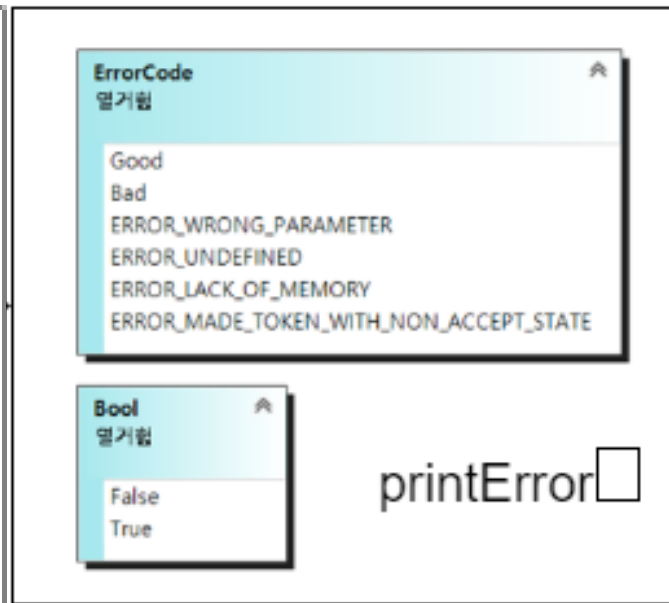 ErrorCode
열거형
Good
Bad
ERROR_WRONG_PARAMETER
ERROR_UNDEFINED
ERROR_LACK_OF_MEMORY
ERROR_MADE_TOKEN_WITH_NON_ACCEPT_STATE
Bool
열거형
False
True
printError